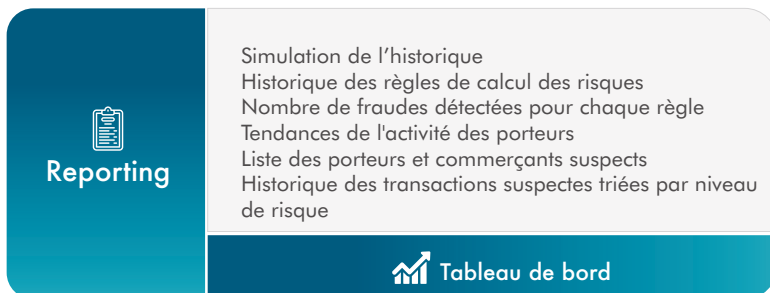 Reporting
Simulation de l’historique
Historique des règles de calcul des risques
Nombre de fraudes détectées pour chaque règle
Tendances de l'activité des porteurs
Liste des porteurs et commerçants suspects
Historique des transactions suspectes triées par niveau
de risque
Tableau de bord